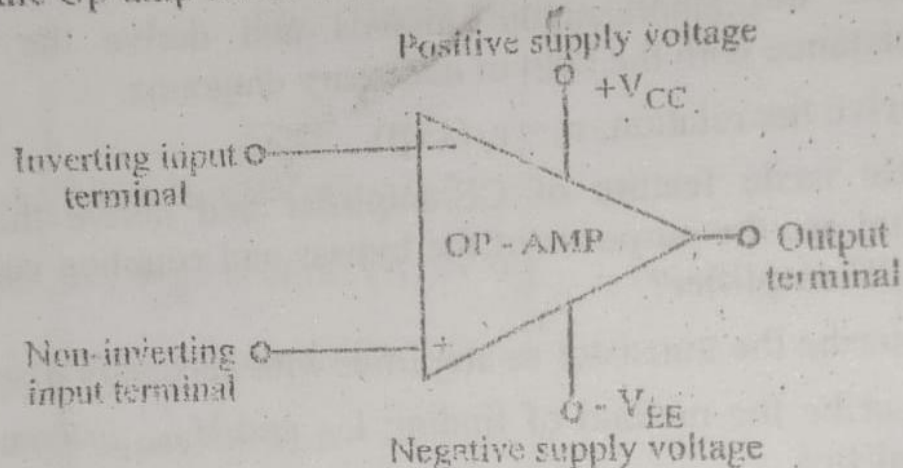 Positive supply voltage
+VCC
Inverting input
terminal
-
OP - AMP
Output
terminal
+
Non-inverting
input terminal
- VEE
Negative supply voltage